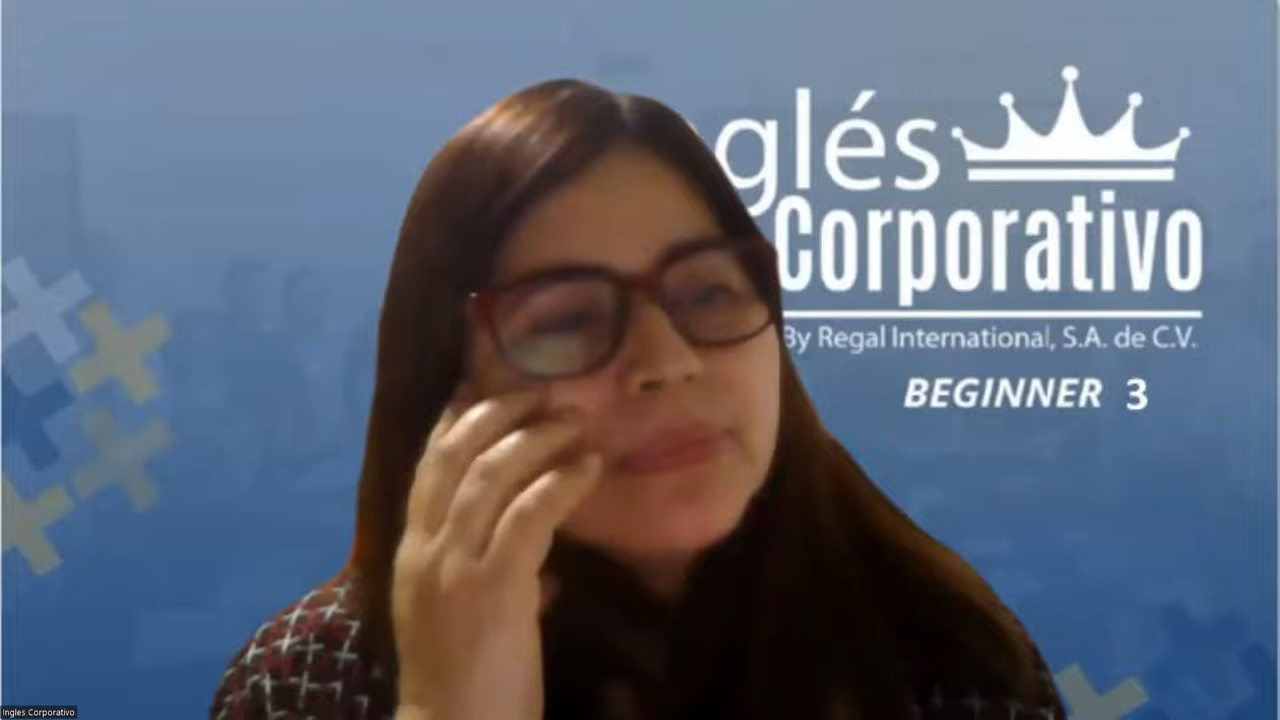 glés
Corporativo
By Regal International, S.A. de C.V.
BEGINNER 3
Ingles Corporativo